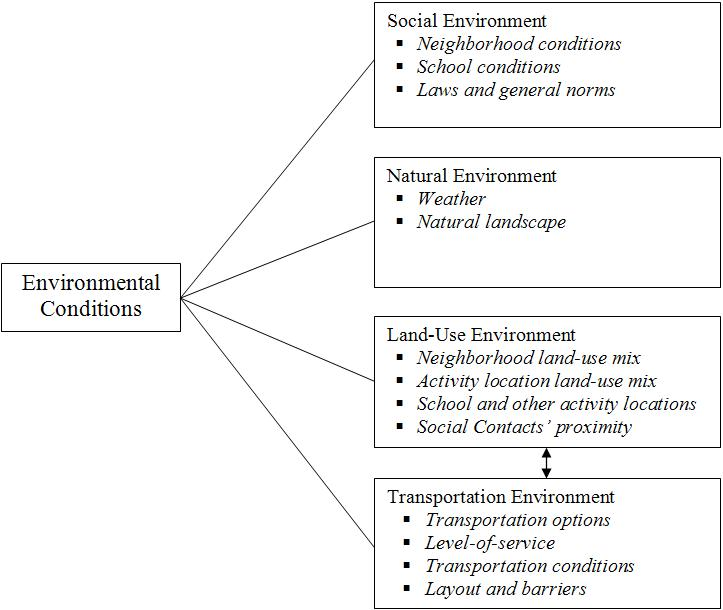 Social Environment
▪ Neighborhood conditions
▪ School conditions
▪ Laws and general norms
Natural Environment
▪ Weather
▪ Natural landscape
Environmental
Conditions
Land-Use Environment
▪ Neighborhood land-use mix
▪ Activity location land-use mix
▪ School and other activity locations
▪ Social Contacts’ proximity
Transportation Environment
▪ Transportation options
▪ Level-of-service
▪ Transportation conditions
▪ Layout and barriers